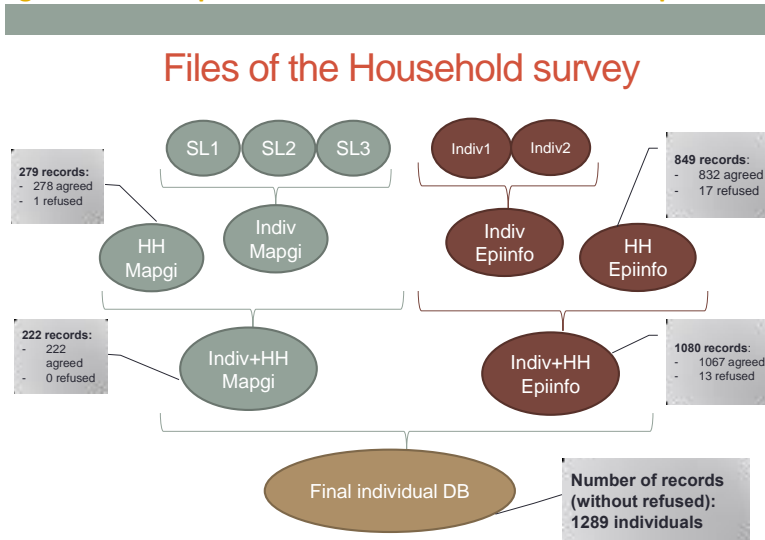 Files of the Household survey
SL1
SL2
SL3
Indiv1
Indiv2
279 records:
- 278 agreed
- 1 refused
849 records:
- 832 agreed
- 17 refused
HH
Mapgi
Indiv
Mapgi
Indiv
Epiinfo
HH
Epiinfo
222 records:
- 222
agreed
- 0 refused
Indiv+HH
Mapgi
Indiv+HH
Epiinfo
1080 records:
- 1067 agreed
- 13 refused
Final individual DB
Number of records
(without refused):
1289 individuals